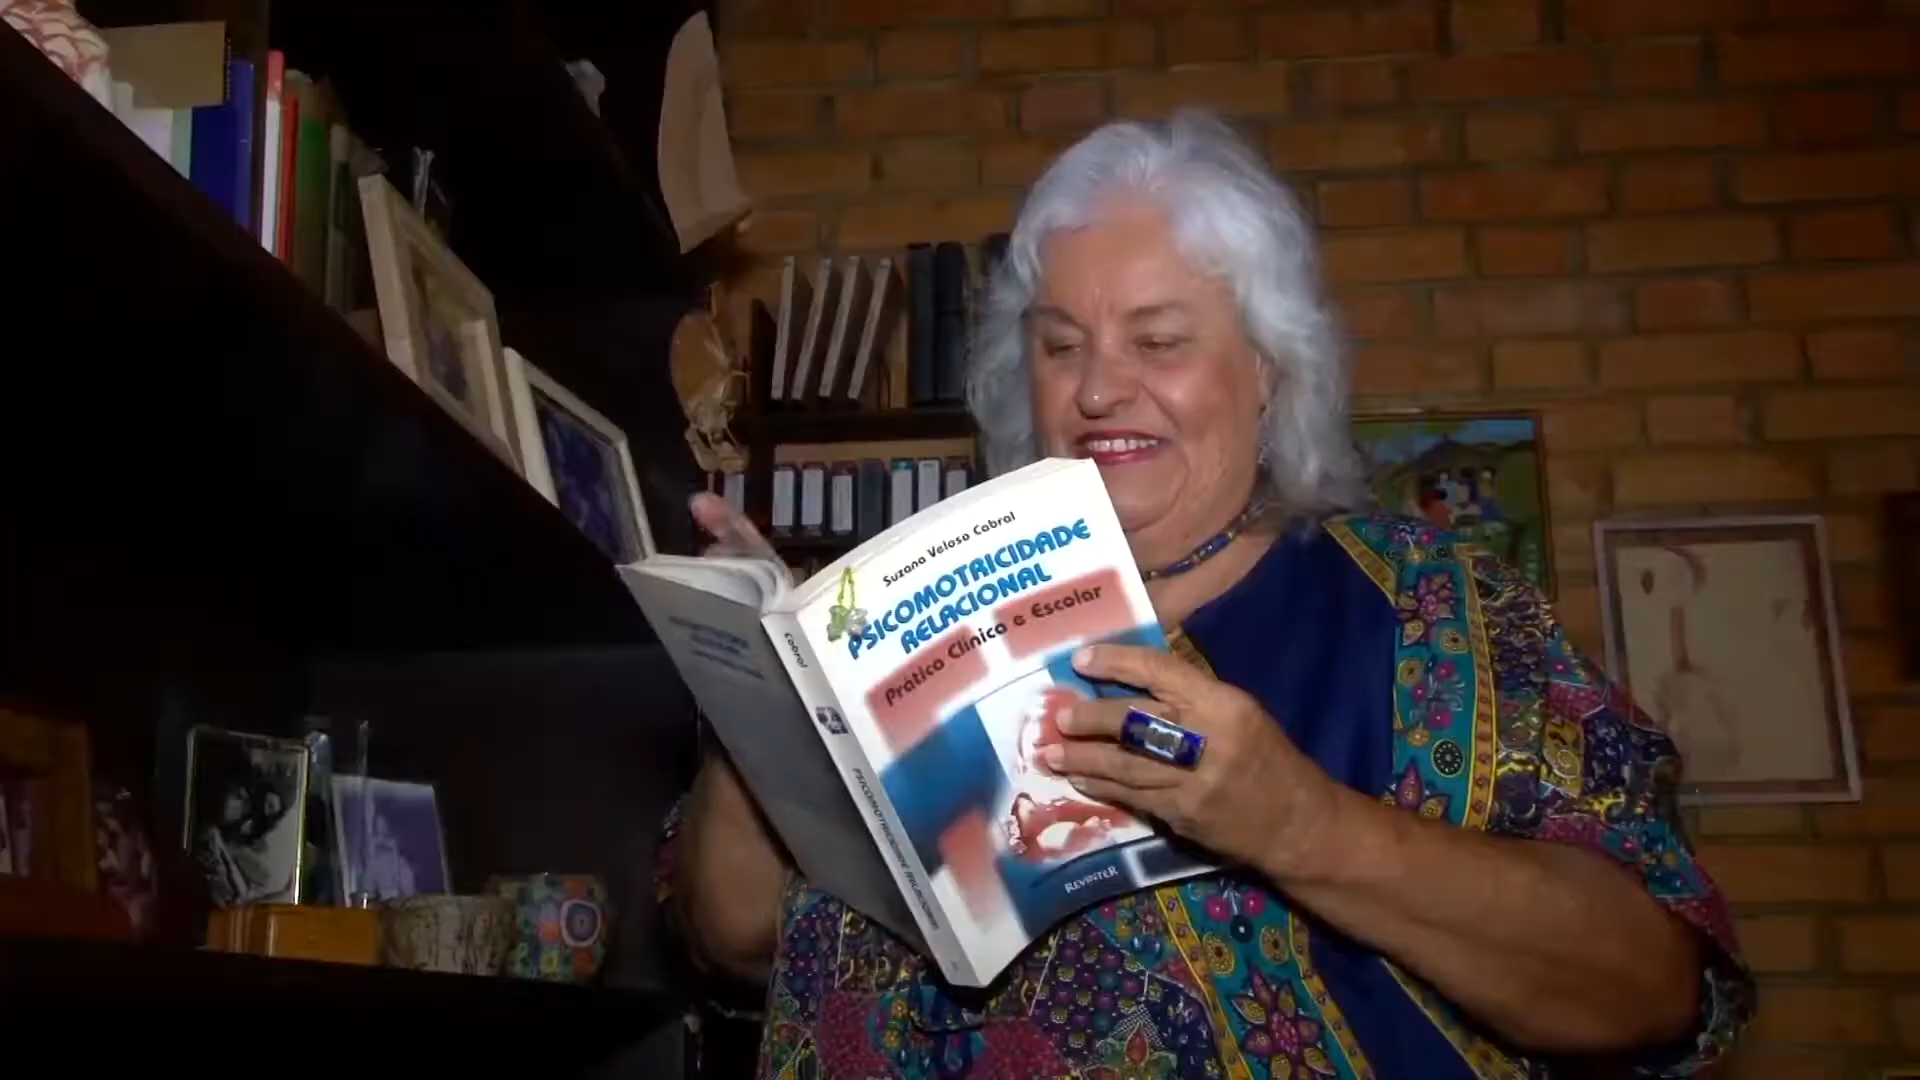 Suzana Veloso Cabral
PSICOMOTRICIDADE
RELACIONAL
Prática Clínica e Escolar
Cabral
PSICOMOTRICIDADE RELACIONAL
REVINTER